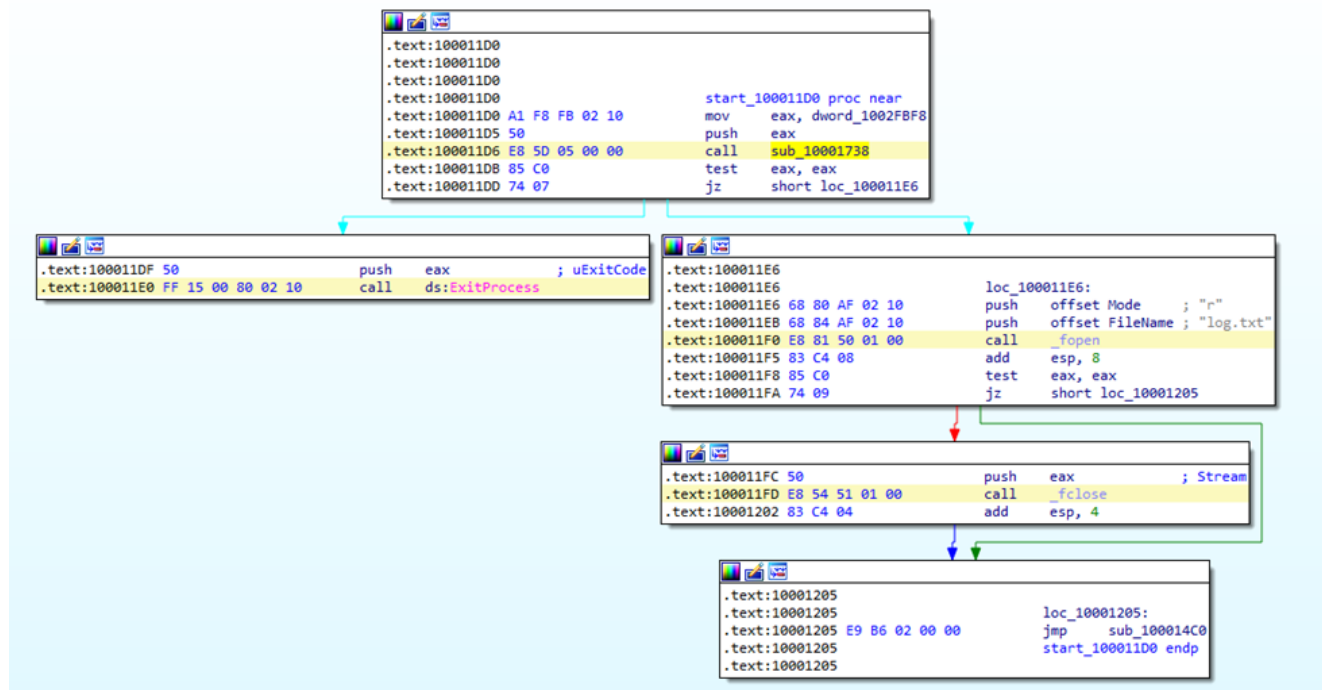 .text:100011D0
.text:100011D0
.text:100011D0
.text:100011D0 start_100011D0 proc near
.text:100011D0 A1 F8 FB 02 10 mov eax, dword_1002FBF8
.text:100011D5 50 push eax
.text:100011D6 E8 5D 05 00 00 call sub_10001738
.text:100011DB 85 C0 test eax, eax
.text:100011DD 74 07 jz short loc_100011E6
.text:100011DF 50 push eax ; uExitCode
.text:100011E0 FF 15 00 80 02 10 call ds:ExitProcess
.text:100011E6
.text:100011E6 loc_100011E6:
.text:100011E6 68 80 AF 02 10 push offset Mode ; "r"
.text:100011EB 68 84 AF 02 10 push offset FileName ; "log.txt"
.text:100011F0 E8 81 50 01 00 call _fopen
.text:100011F5 83 C4 08 add esp, 8
.text:100011F8 85 C0 test eax, eax
.text:100011FA 74 09 jz short loc_10001205
.text:100011FC 50 push eax ; Stream
.text:100011FD E8 54 51 01 00 call _fclose
.text:10001202 83 C4 04 add esp, 4
.text:10001205
.text:10001205 loc_10001205:
.text:10001205 E9 B6 02 00 00 jmp sub_100014C0
.text:10001205 start_100011D0 endp
.text:10001205